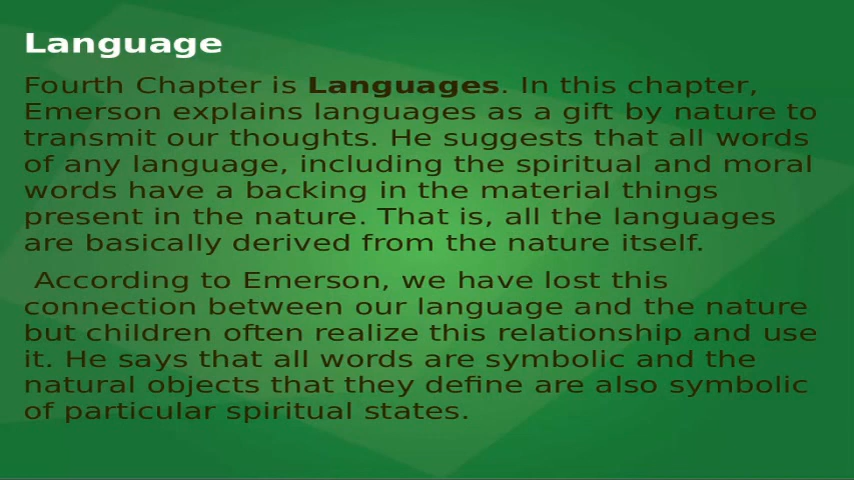 Language
Fourth Chapter is Languages. In this chapter,
Emerson explains languages as a gift by nature to
transmit our thoughts. He suggests that all words
of any language, including the spiritual and moral
words have a backing in the material things
present in the nature. That is, all the languages
are basically derived from the nature itself.
According to Emerson, we have lost this
connection between our language and the nature
but children often realize this relationship and use
it. He says that all words are symbolic and the
natural objects that they define are also symbolic
of particular spiritual states.